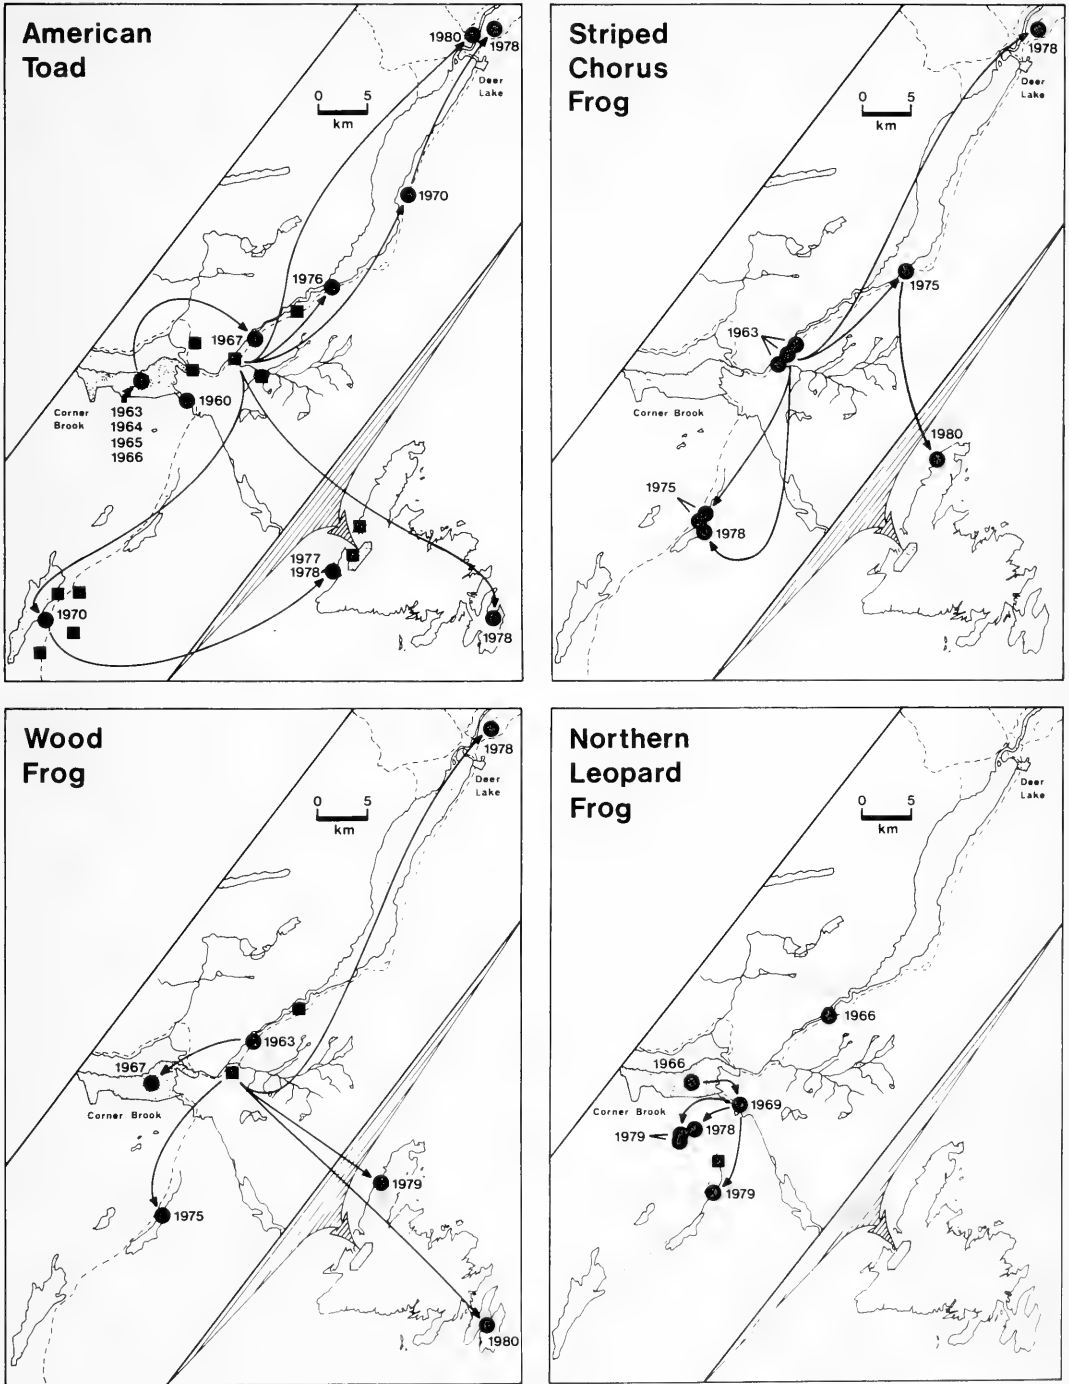 American
Toad
1980
1978
Deer
Lake
0 5
km
1970
1976
1967
1960
Corner
Brook
1963
1964
1965
1966
1977
1978
1970
1978
Striped
Chorus
Frog
1978
Deer
Lake
0 5
km
1975
1963
Corner Brook
1980
1975
1978
Wood
Frog
1978
Deer
Lake
0 5
km
1963
1967
Corner Brook
1979
1975
1980
Northern
Leopard
Frog
Deer
Lake
0 5
km
1966
1966
1969
Corner Brook
1978
1979
1979